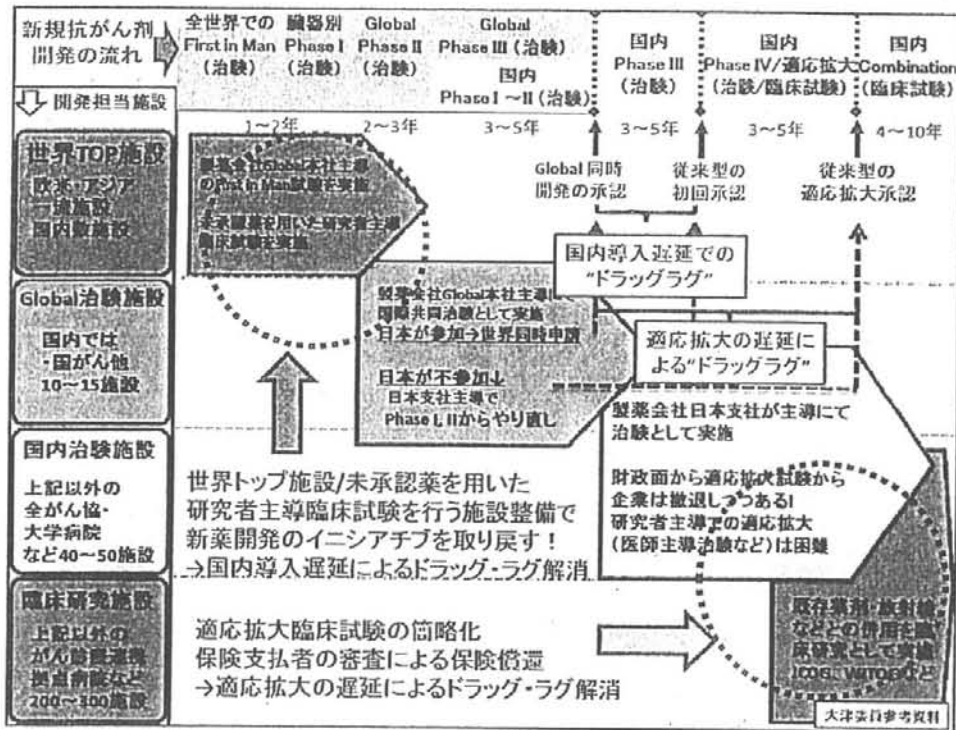 新規抗がん剤
開発の流れ
全世界での
First in Man
(治験)
臓器別
Phase I
(治験)
Global
Phase II
(治験)
Global
Phase III (治験)
国内
Phase I ～II (治験)
国内
Phase III
(治験)
国内
Phase IV/適応拡大
(治験/臨床試験)
国内
Combination
(臨床試験)
開発担当施設
1～2年
2～3年
3～5年
3～5年
3～5年
4～10年
世界TOP施設
欧米・アジア
一流施設
国内数施設
製薬会社Global本社主導
のFirst in Man試験を実施
未承認薬を用いた研究者主導
臨床試験を実施
Global 同時
開発の承認
従来型の
初回承認
従来型の
適応拡大承認
国内導入遅延での
“ドラッグラグ”
Global治験施設
国内では
・国がん他
10～15施設
製薬会社Global本社主導にて
国際共同治験として実施
日本が参加→世界同時申請
日本が不参加↓
日本支社主導で
Phase I, IIからやり直し
適応拡大の遅延に
よる“ドラッグラグ”
国内治験施設
上記以外の
全がん協・
大学病院
など40～50施設
製薬会社日本支社が主導にて
治験として実施
財政面から適応拡大試験から
企業は撤退しつつある!
研究者主導での適応拡大
(医師主導治験など)は困難
世界トップ施設/未承認薬を用いた
研究者主導臨床試験を行う施設整備で
新薬開発のイニシアチブを取り戻す!
→国内導入遅延によるドラッグ・ラグ解消
臨床研究施設
上記以外の
がん診療連携
拠点病院など
200～300施設
適応拡大臨床試験の簡略化
保険支払者の審査による保険償還
→適応拡大の遅延によるドラッグ・ラグ解消
既存薬剤・放射線
などとの併用を臨
床研究として実施
JCOG、WJTOGなど
大津委員参考資料